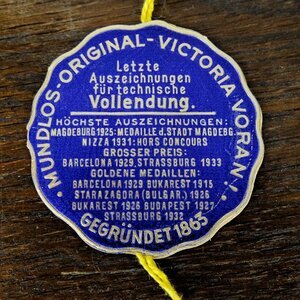 · MUNDLOS-ORIGINAL-VICTORIA VORAN! ·
Letzte
Auszeichnungen
für technische
Vollendung.
HÖCHSTE AUSZEICHNUNGEN:
MAGDEBURG 1925: MEDAILLE d. STADT MAGDEBG.
NIZZA 1931: HORS CONCOURS
GROSSER PREIS:
BARCELONA 1929, STRASSBURG 1933
GOLDENE MEDAILLEN:
BARCELONA 1929 BUKAREST 1915
STARAZAGORA (BULGAR.) 1926
BUKAREST 1926 BUDAPEST 1927
STRASSBURG 1932
GEGRÜNDET 1863